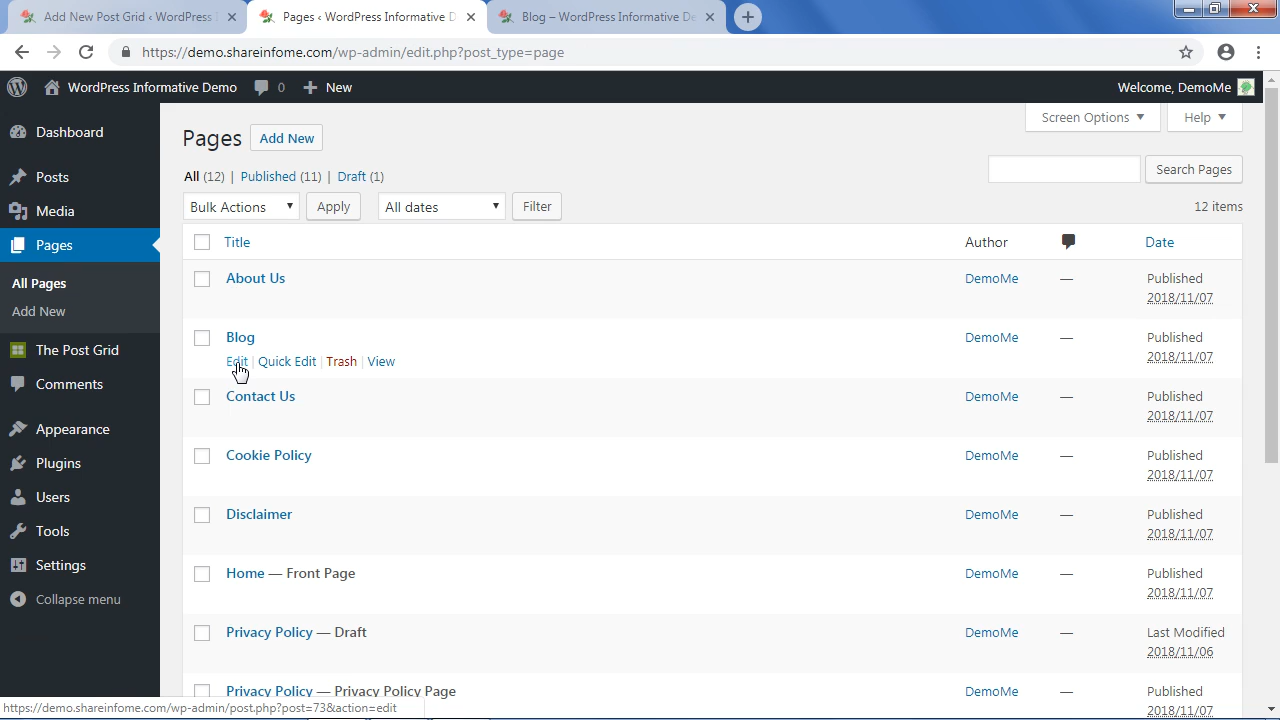 Add New Post Grid ‹ WordPress
Pages ‹ WordPress Informative De
Blog – WordPress Informative De
https://demo.shareinfome.com/wp-admin/edit.php?post_type=page
WordPress Informative Demo
0
New
Welcome, DemoMe
Dashboard
Posts
Media
Pages
All Pages
Add New
The Post Grid
Comments
Appearance
Plugins
Users
Tools
Settings
Collapse menu
Screen Options
Help
Pages
Add New
All (12) | Published (11) | Draft (1)
Search Pages
Bulk Actions
Apply
All dates
Filter
12 items
Title Author Date
About Us DemoMe — Published
2018/11/07
Blog DemoMe — Published
2018/11/07
Edit | Quick Edit | Trash | View
Contact Us DemoMe — Published
2018/11/07
Cookie Policy DemoMe — Published
2018/11/07
Disclaimer DemoMe — Published
2018/11/07
Home — Front Page DemoMe — Published
2018/11/07
Privacy Policy — Draft DemoMe — Last Modified
2018/11/06
Privacy Policy — Privacy Policy Page DemoMe — Published
2018/11/07
https://demo.shareinfome.com/wp-admin/post.php?post=73&action=edit